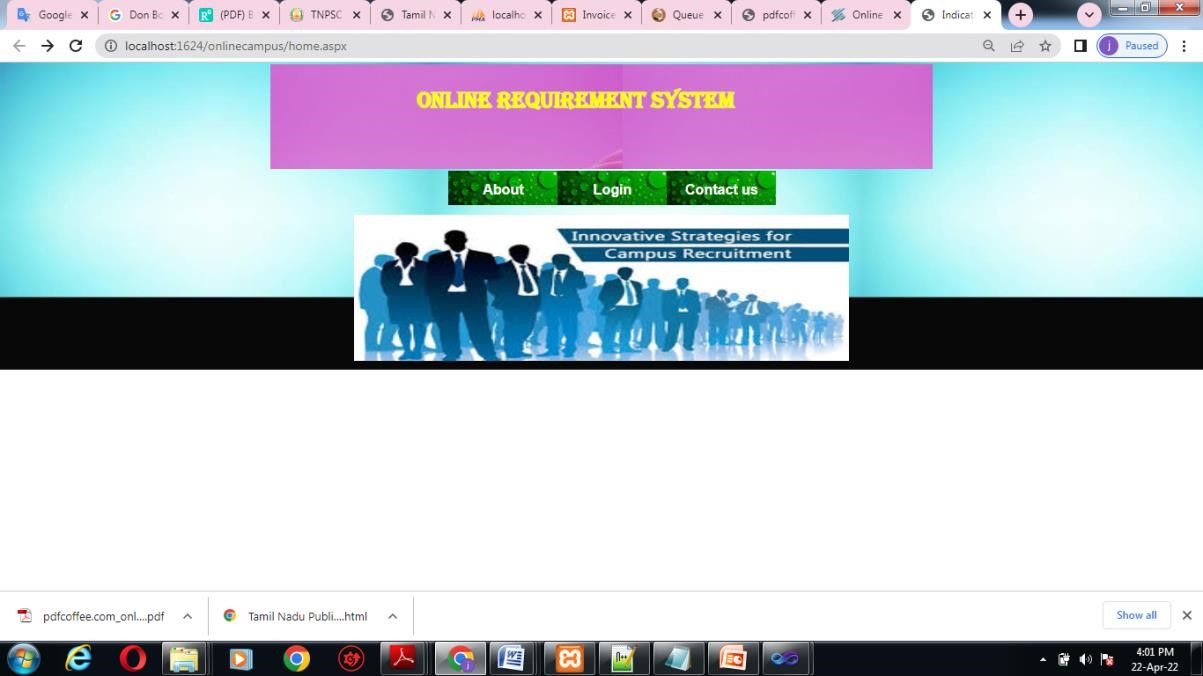 Google
Don Bo
(PDF) E
TNPSC
Tamil N
localho
Invoice
Queue
pdfcoff
Online
Indicat
localhost:1624/onlinecampus/home.aspx
j Paused
ONLINE REQUIREMENT SYSTEM
About Login Contact us
Innovative Strategies for
Campus Recruitment
pdfcoffee.com_onl....pdf
Tamil Nadu Publi....html
Show all
4:01 PM
22-Apr-22